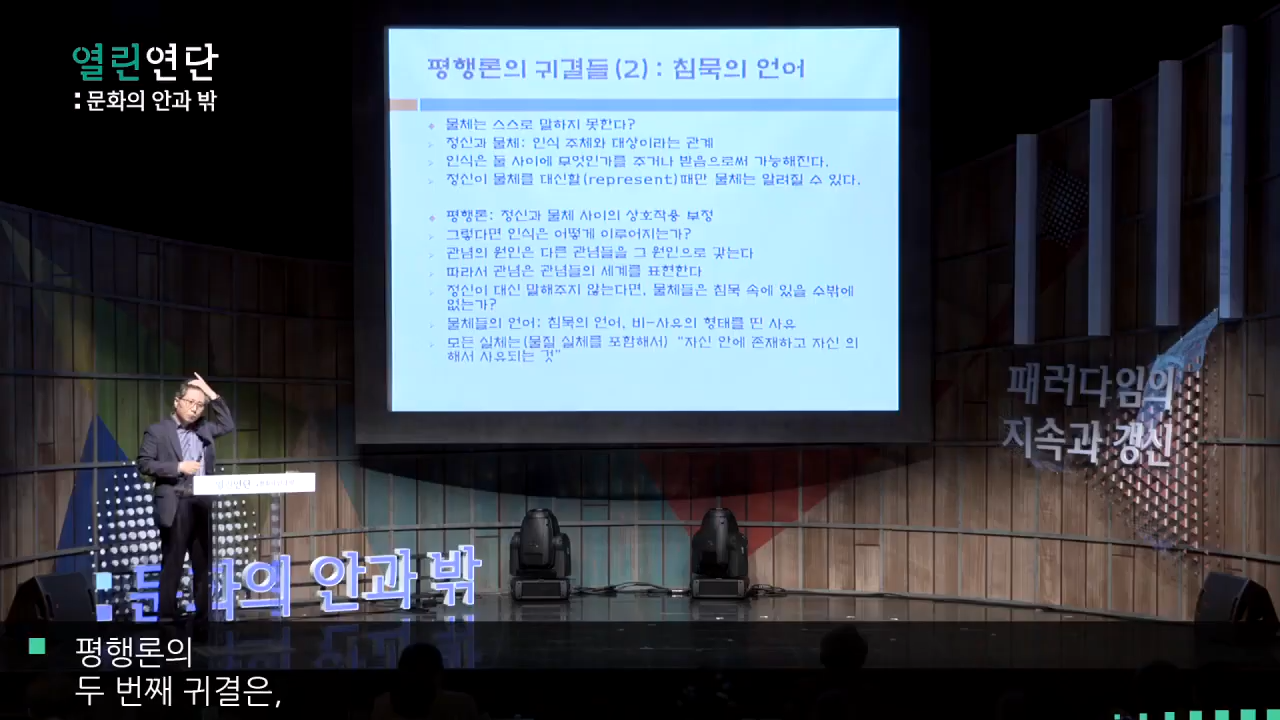 열린연단
: 문화의 안과 밖
평행론의 귀결들 (2) : 침묵의 언어
물체는 스스로 말하지 못한다?
정신과 물체: 인식 주체와 대상이라는 관계
인식은 둘 사이에 무엇인가를 주거나 받음으로써 가능해진다.
정신이 물체를 대신할(represent)때만 물체는 알려질 수 있다.
평행론: 정신과 물체 사이의 상호작용 부정
그렇다면 인식은 어떻게 이루어지는가?
관념의 원인은 다른 관념들을 그 원인으로 갖는다
따라서 관념은 관념들의 세계를 표현한다
정신이 대신 말해주지 않는다면, 물체들은 침묵 속에 있을 수밖에
없는가?
물체들의 언어: 침묵의 언어, 비-사유의 형태를 띤 사유
모든 실체는(물질 실체를 포함해서) "자신 안에 존재하고 자신 의
해서 사유되는 것"
패러다임의
지속과 갱신
: 문화의 안과 밖
평행론의
두 번째 귀결은,